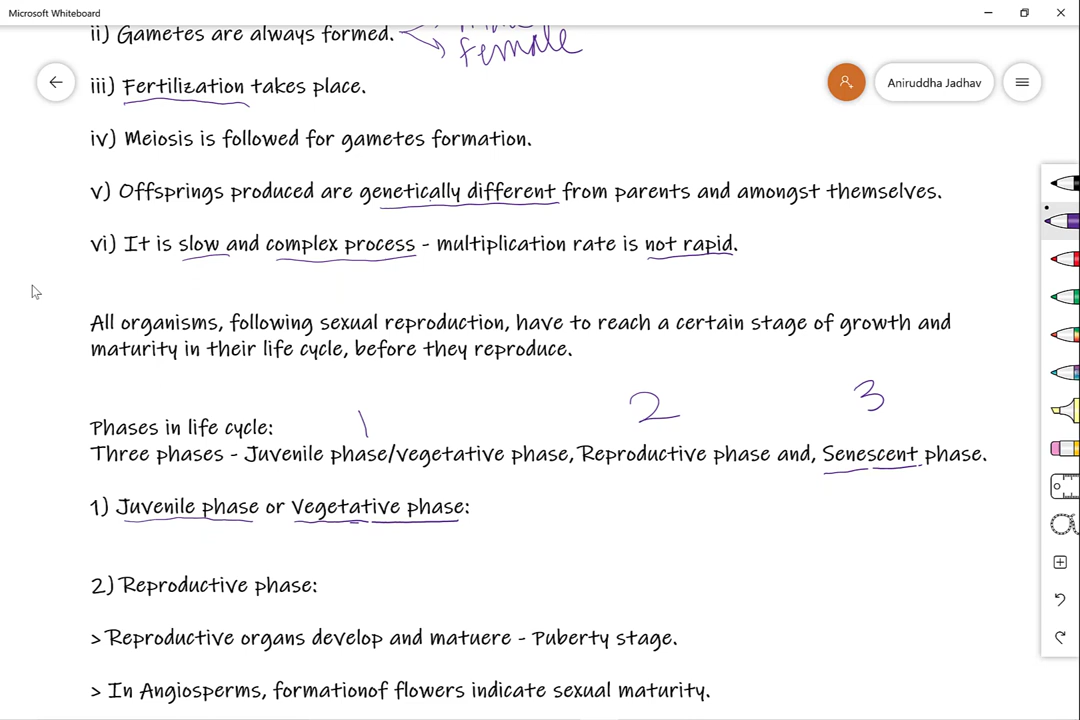 Microsoft Whiteboard
ii) Gametes are always formed.
Female
Aniruddha Jadhav
iii) Fertilization takes place.
iv) Meiosis is followed for gametes formation.
v) Offsprings produced are genetically different from parents and amongst themselves.
vi) It is slow and complex process - multiplication rate is not rapid.
All organisms, following sexual reproduction, have to reach a certain stage of growth and
maturity in their life cycle, before they reproduce.
1 2 3
Phases in life cycle:
Three phases - Juvenile phase/vegetative phase, Reproductive phase and, Senescent phase.
1) Juvenile phase or Vegetative phase:
2) Reproductive phase:
> Reproductive organs develop and matuere - Puberty stage.
> In Angiosperms, formationof flowers indicate sexual maturity.